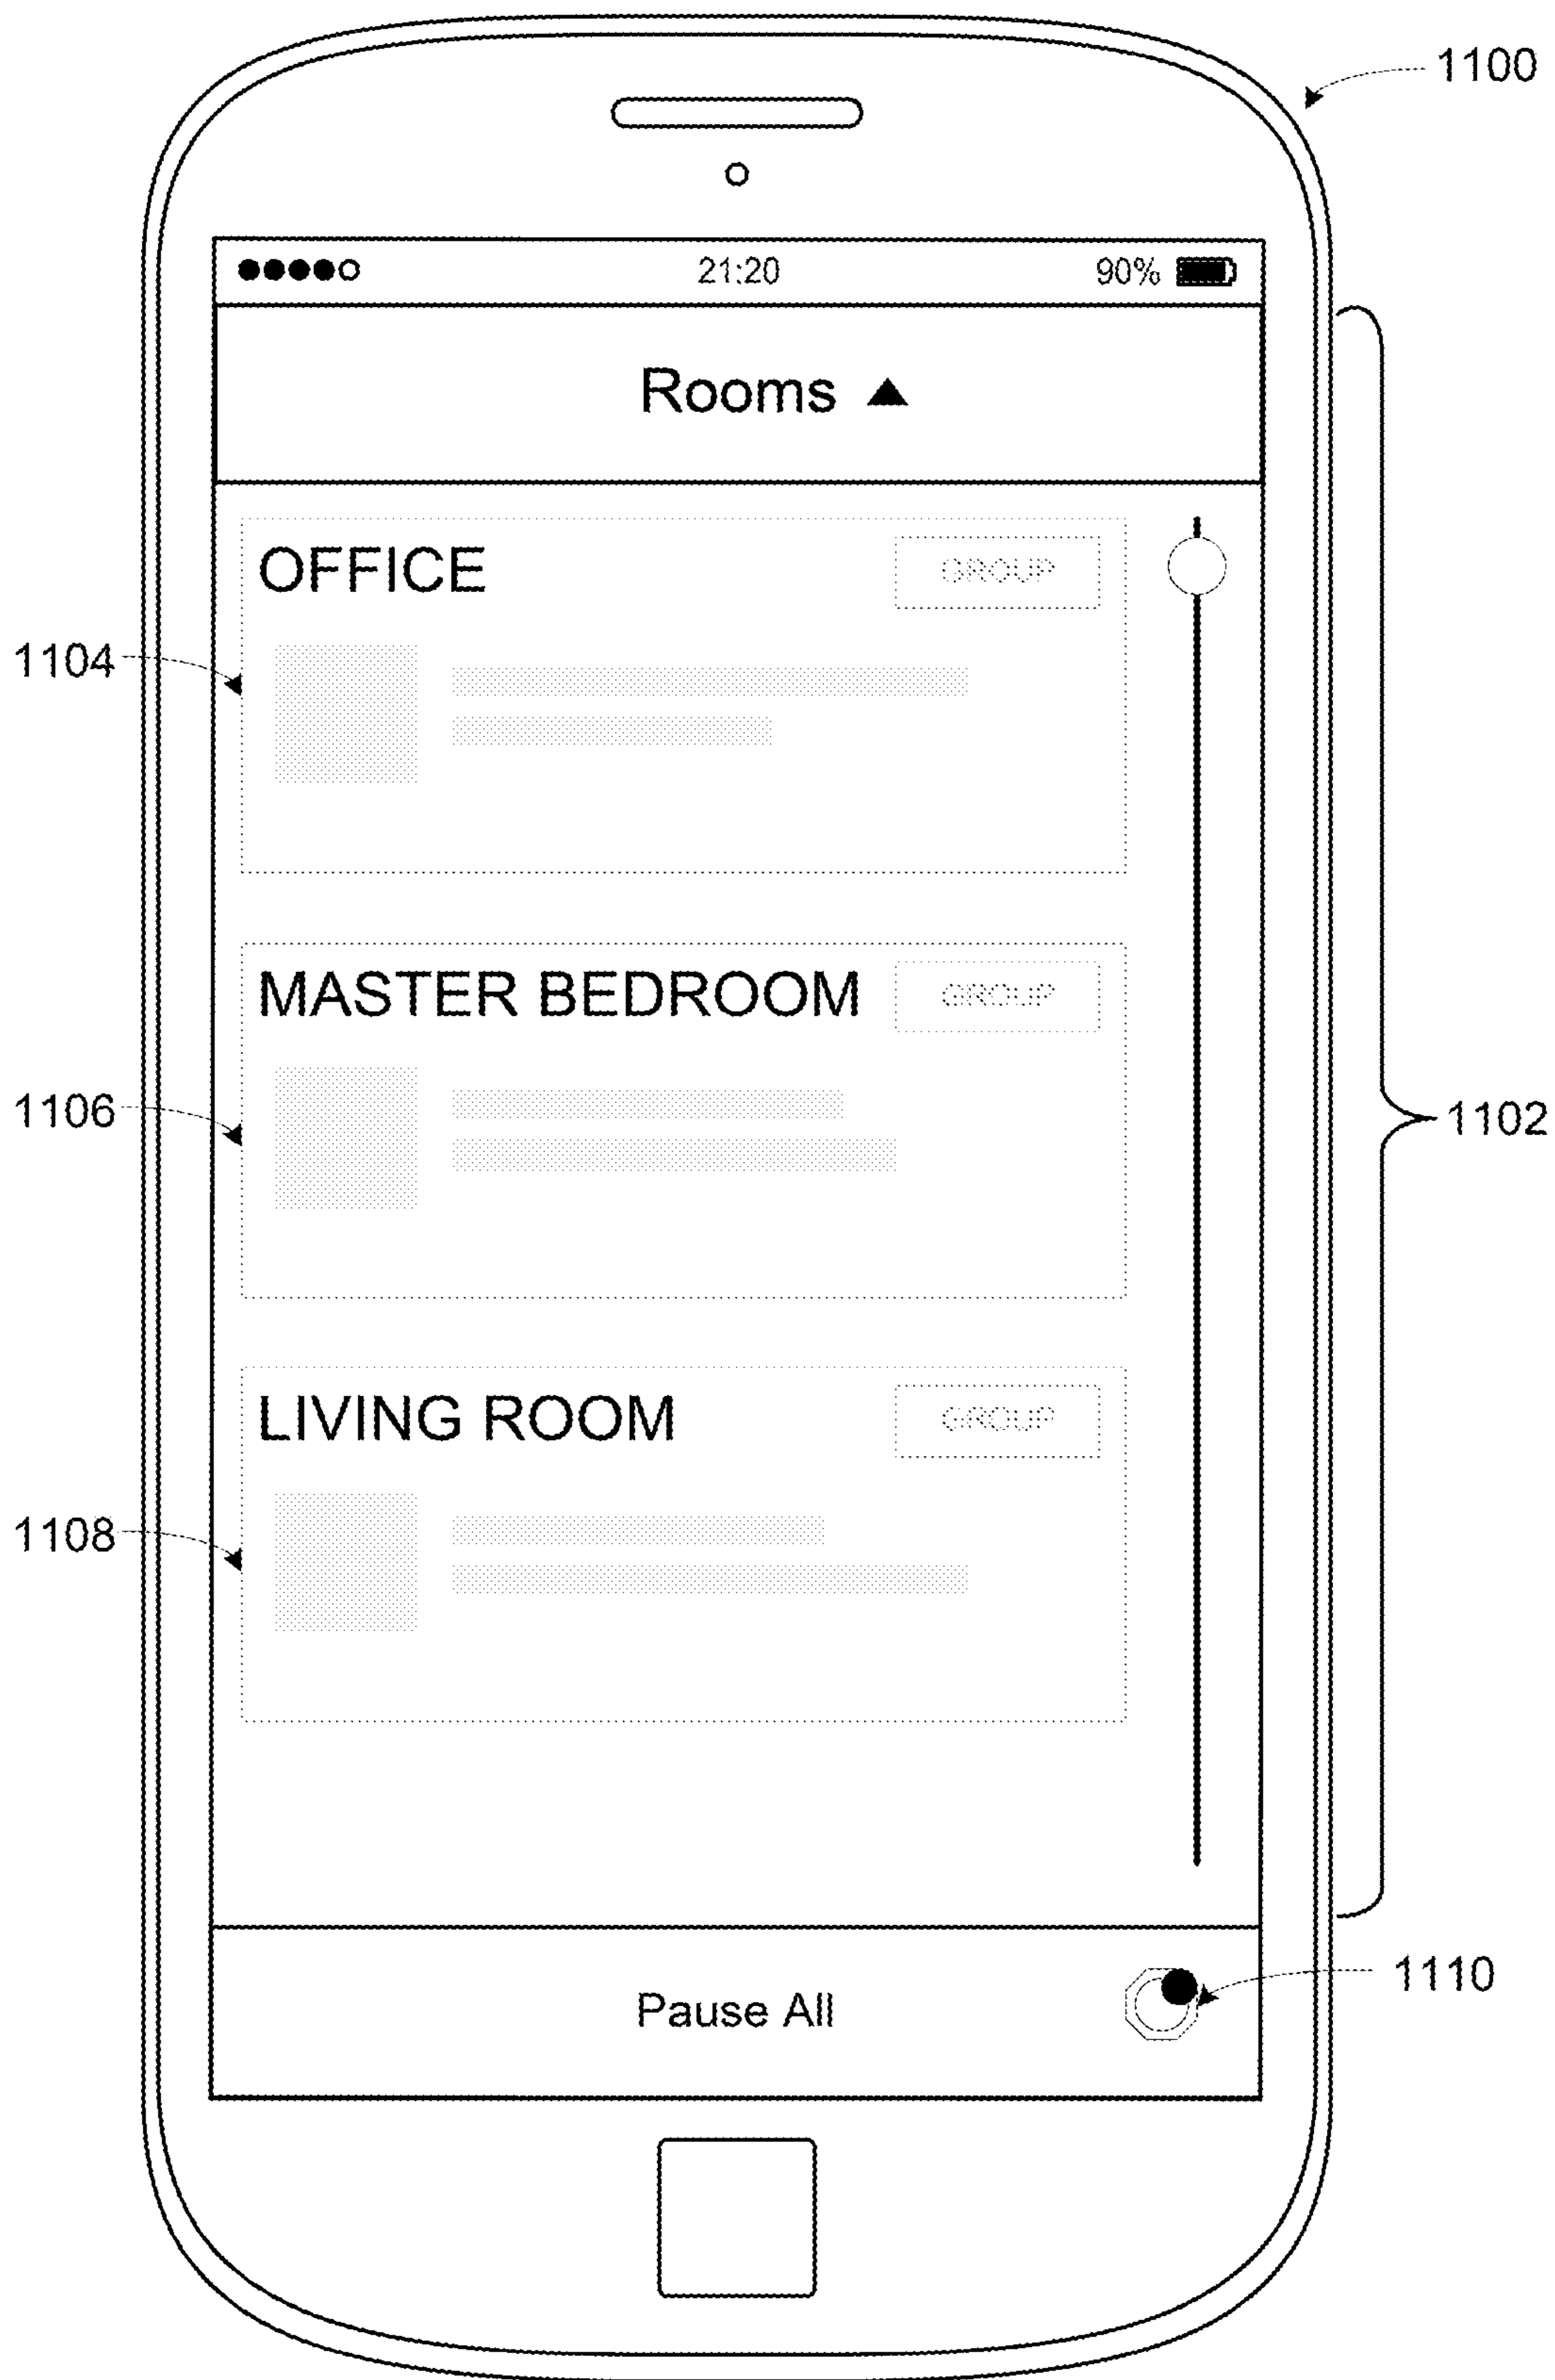 1100
21:20 90%
Rooms
OFFICE GROUP
1104
MASTER BEDROOM GROUP
1106
1102
LIVING ROOM GROUP
1108
1110
Pause All